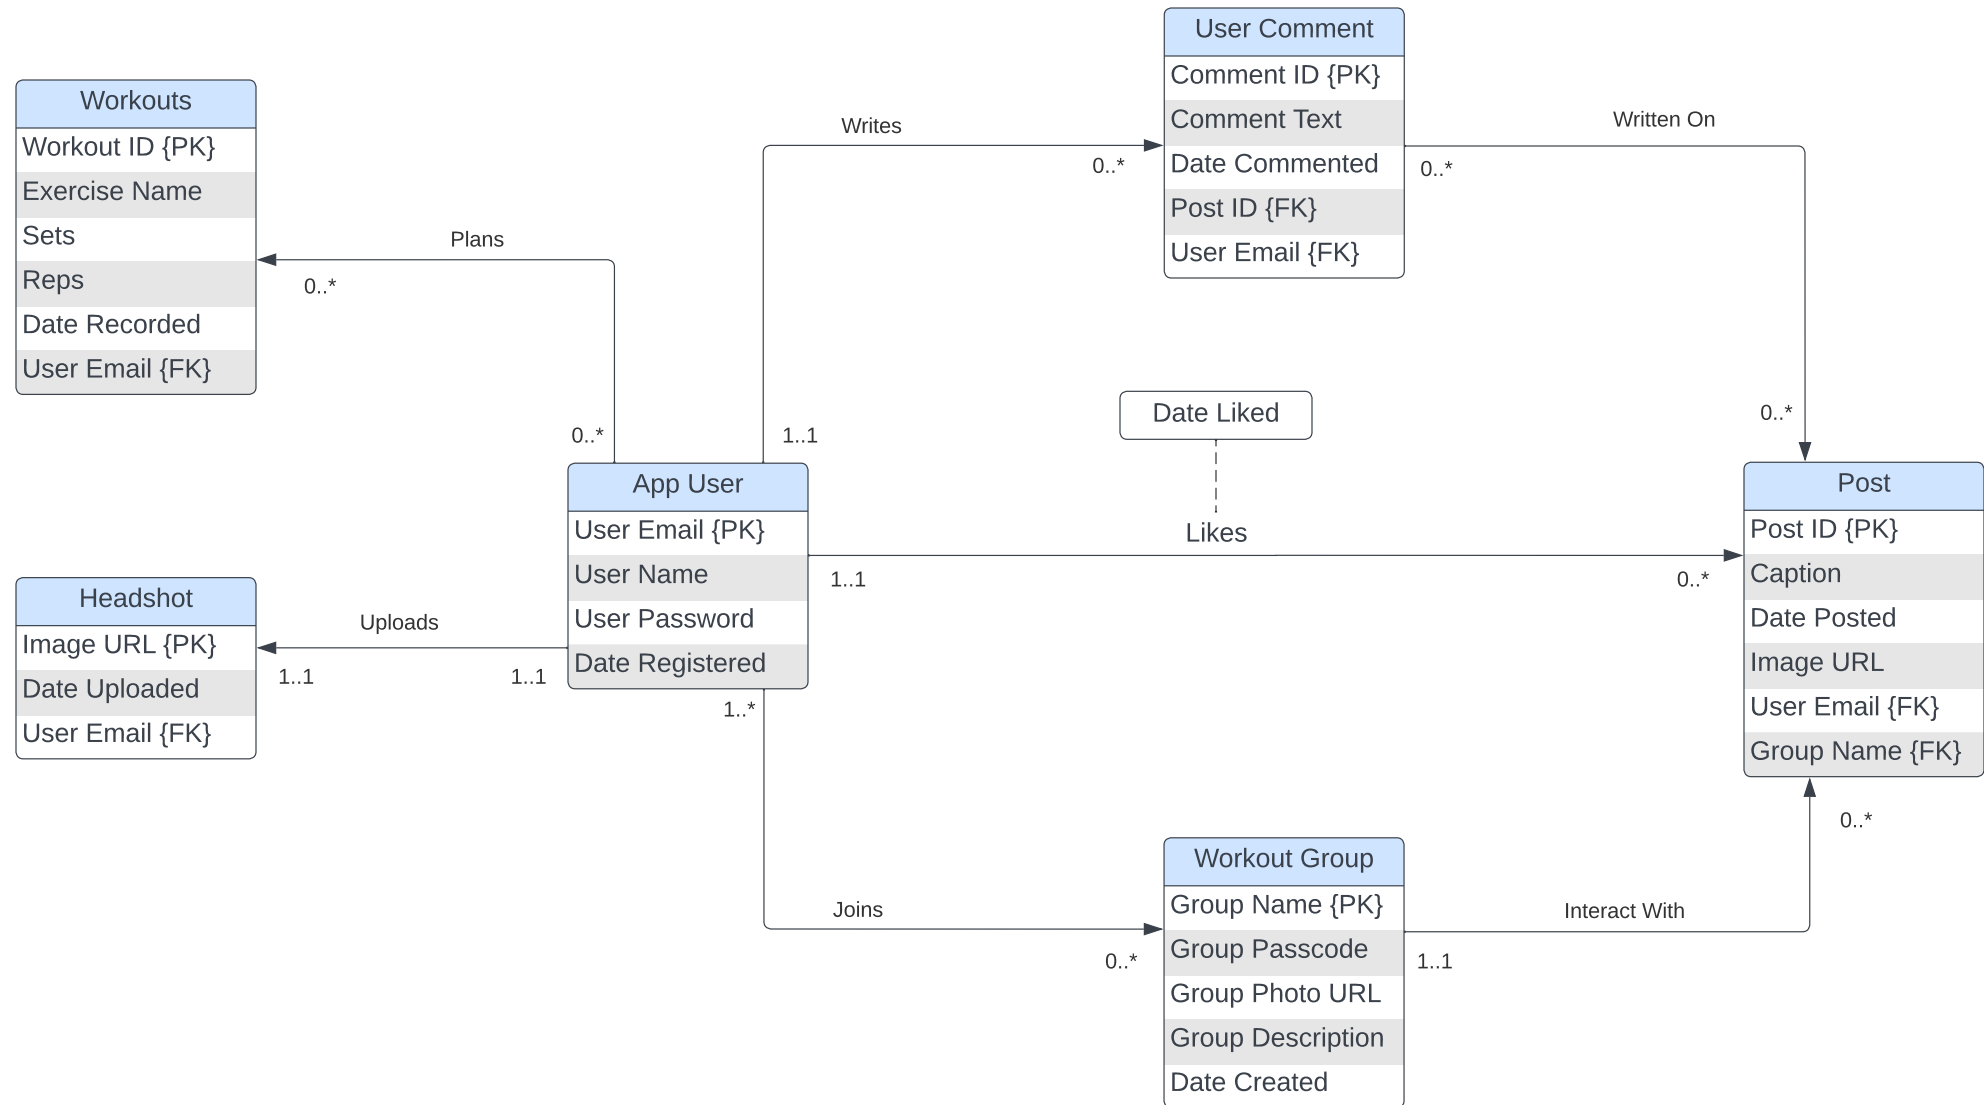 User Comment
Comment ID {PK}
Comment Text
Date Commented
Post ID {FK}
User Email {FK}
Workouts
Workout ID {PK}
Exercise Name
Sets
Reps
Date Recorded
User Email {FK}
Writes
0..*
Written On
0..*
Plans
0..*
0..*
1..1
Date Liked
0..*
App User
User Email {PK}
User Name
User Password
Date Registered
Likes
1..1
0..*
Post
Post ID {PK}
Caption
Date Posted
Image URL
User Email {FK}
Group Name {FK}
Headshot
Image URL {PK}
Date Uploaded
User Email {FK}
Uploads
1..1
1..1
1..*
0..*
Joins
0..*
Workout Group
Group Name {PK}
Group Passcode
Group Photo URL
Group Description
Date Created
Interact With
1..1